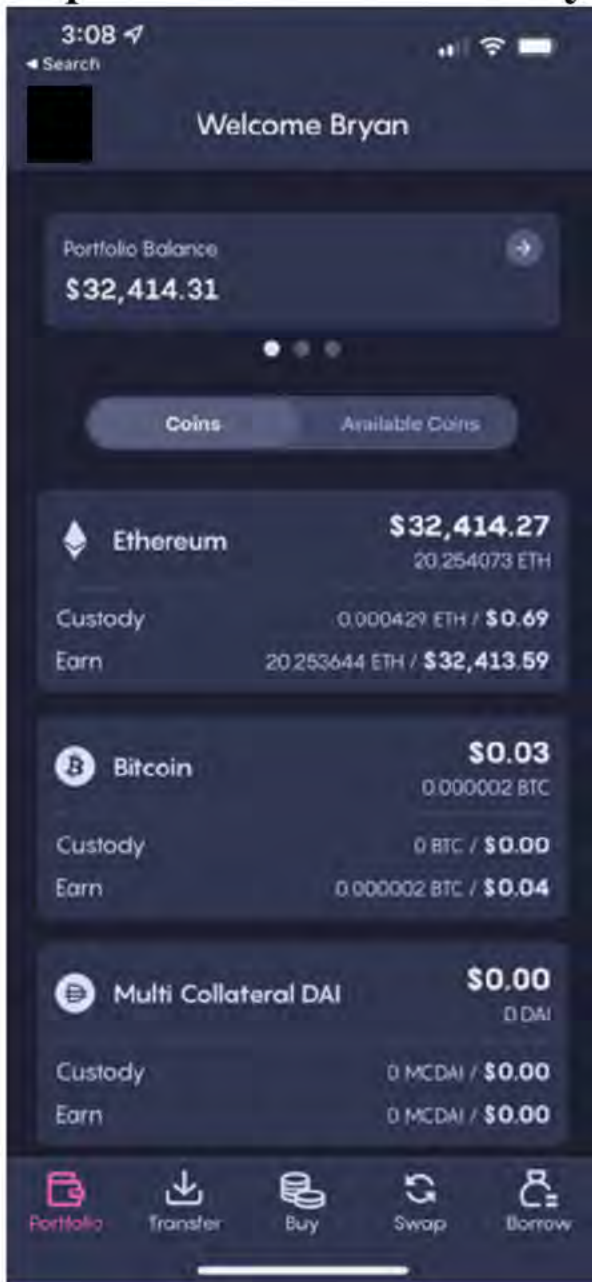 3:08
◄ Search
Welcome Bryan
Portfolio Balance
$32,414.31
Coins Available Coins
Ethereum $32,414.27
20.254073 ETH
Custody 0.000429 ETH / $0.69
Earn 20.253644 ETH / $32,413.59
Bitcoin $0.03
0.000002 BTC
Custody 0 BTC / $0.00
Earn 0.000002 BTC / $0.04
Multi Collateral DAI $0.00
0 DAI
Custody 0 MCDAI / $0.00
Earn 0 MCDAI / $0.00
Portfolio Transfer Buy Swap Borrow